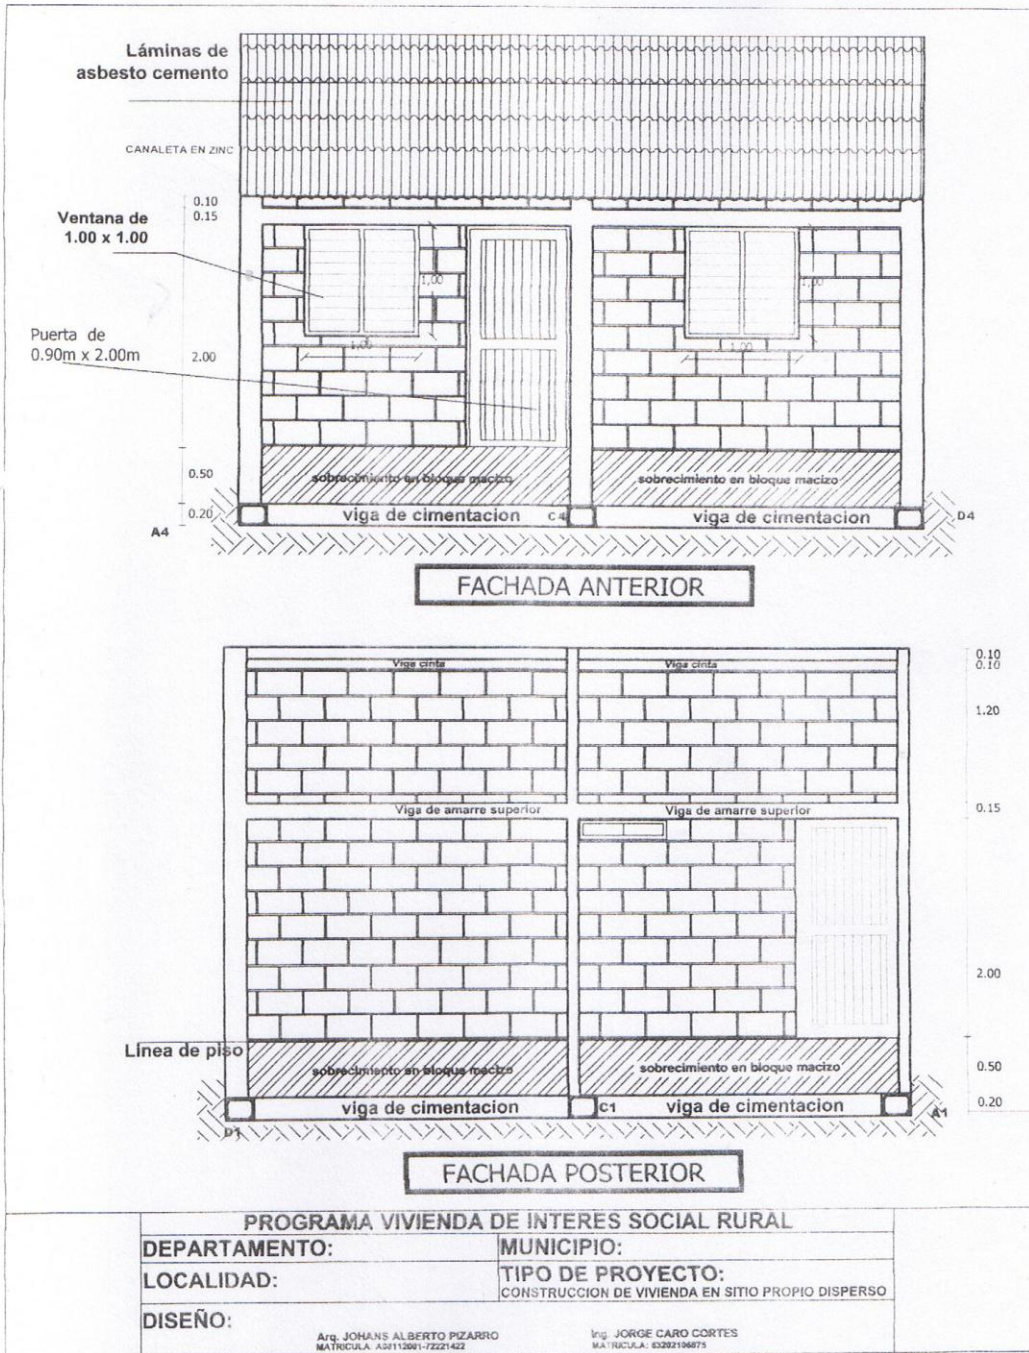 Láminas de
asbesto cemento
CANALETA EN ZINC
0.10
0.15
Ventana de
1.00 x 1.00
1,00
1,00
1,00
1,00
Puerta de
0.90m x 2.00m
2.00
0.50
sobrecimiento en bloque macizo
sobrecimiento en bloque macizo
0.20
viga de cimentacion
C4
viga de cimentacion
D4
A4
FACHADA ANTERIOR
0.10
Viga cinta
Viga cinta
0.10
1.20
Viga de amarre superior
Viga de amarre superior
0.15
2.00
Línea de piso
sobrecimiento en bloque macizo
sobrecimiento en bloque macizo
0.50
viga de cimentacion
C1
viga de cimentacion
0.20
D1
A1
FACHADA POSTERIOR
PROGRAMA VIVIENDA DE INTERES SOCIAL RURAL
DEPARTAMENTO:
MUNICIPIO:
LOCALIDAD:
TIPO DE PROYECTO:
CONSTRUCCION DE VIVIENDA EN SITIO PROPIO DISPERSO
DISEÑO:
Arq. JOHANS ALBERTO PIZARRO
Ing. JORGE CARO CORTES
MATRICULA:
MATRICULA: